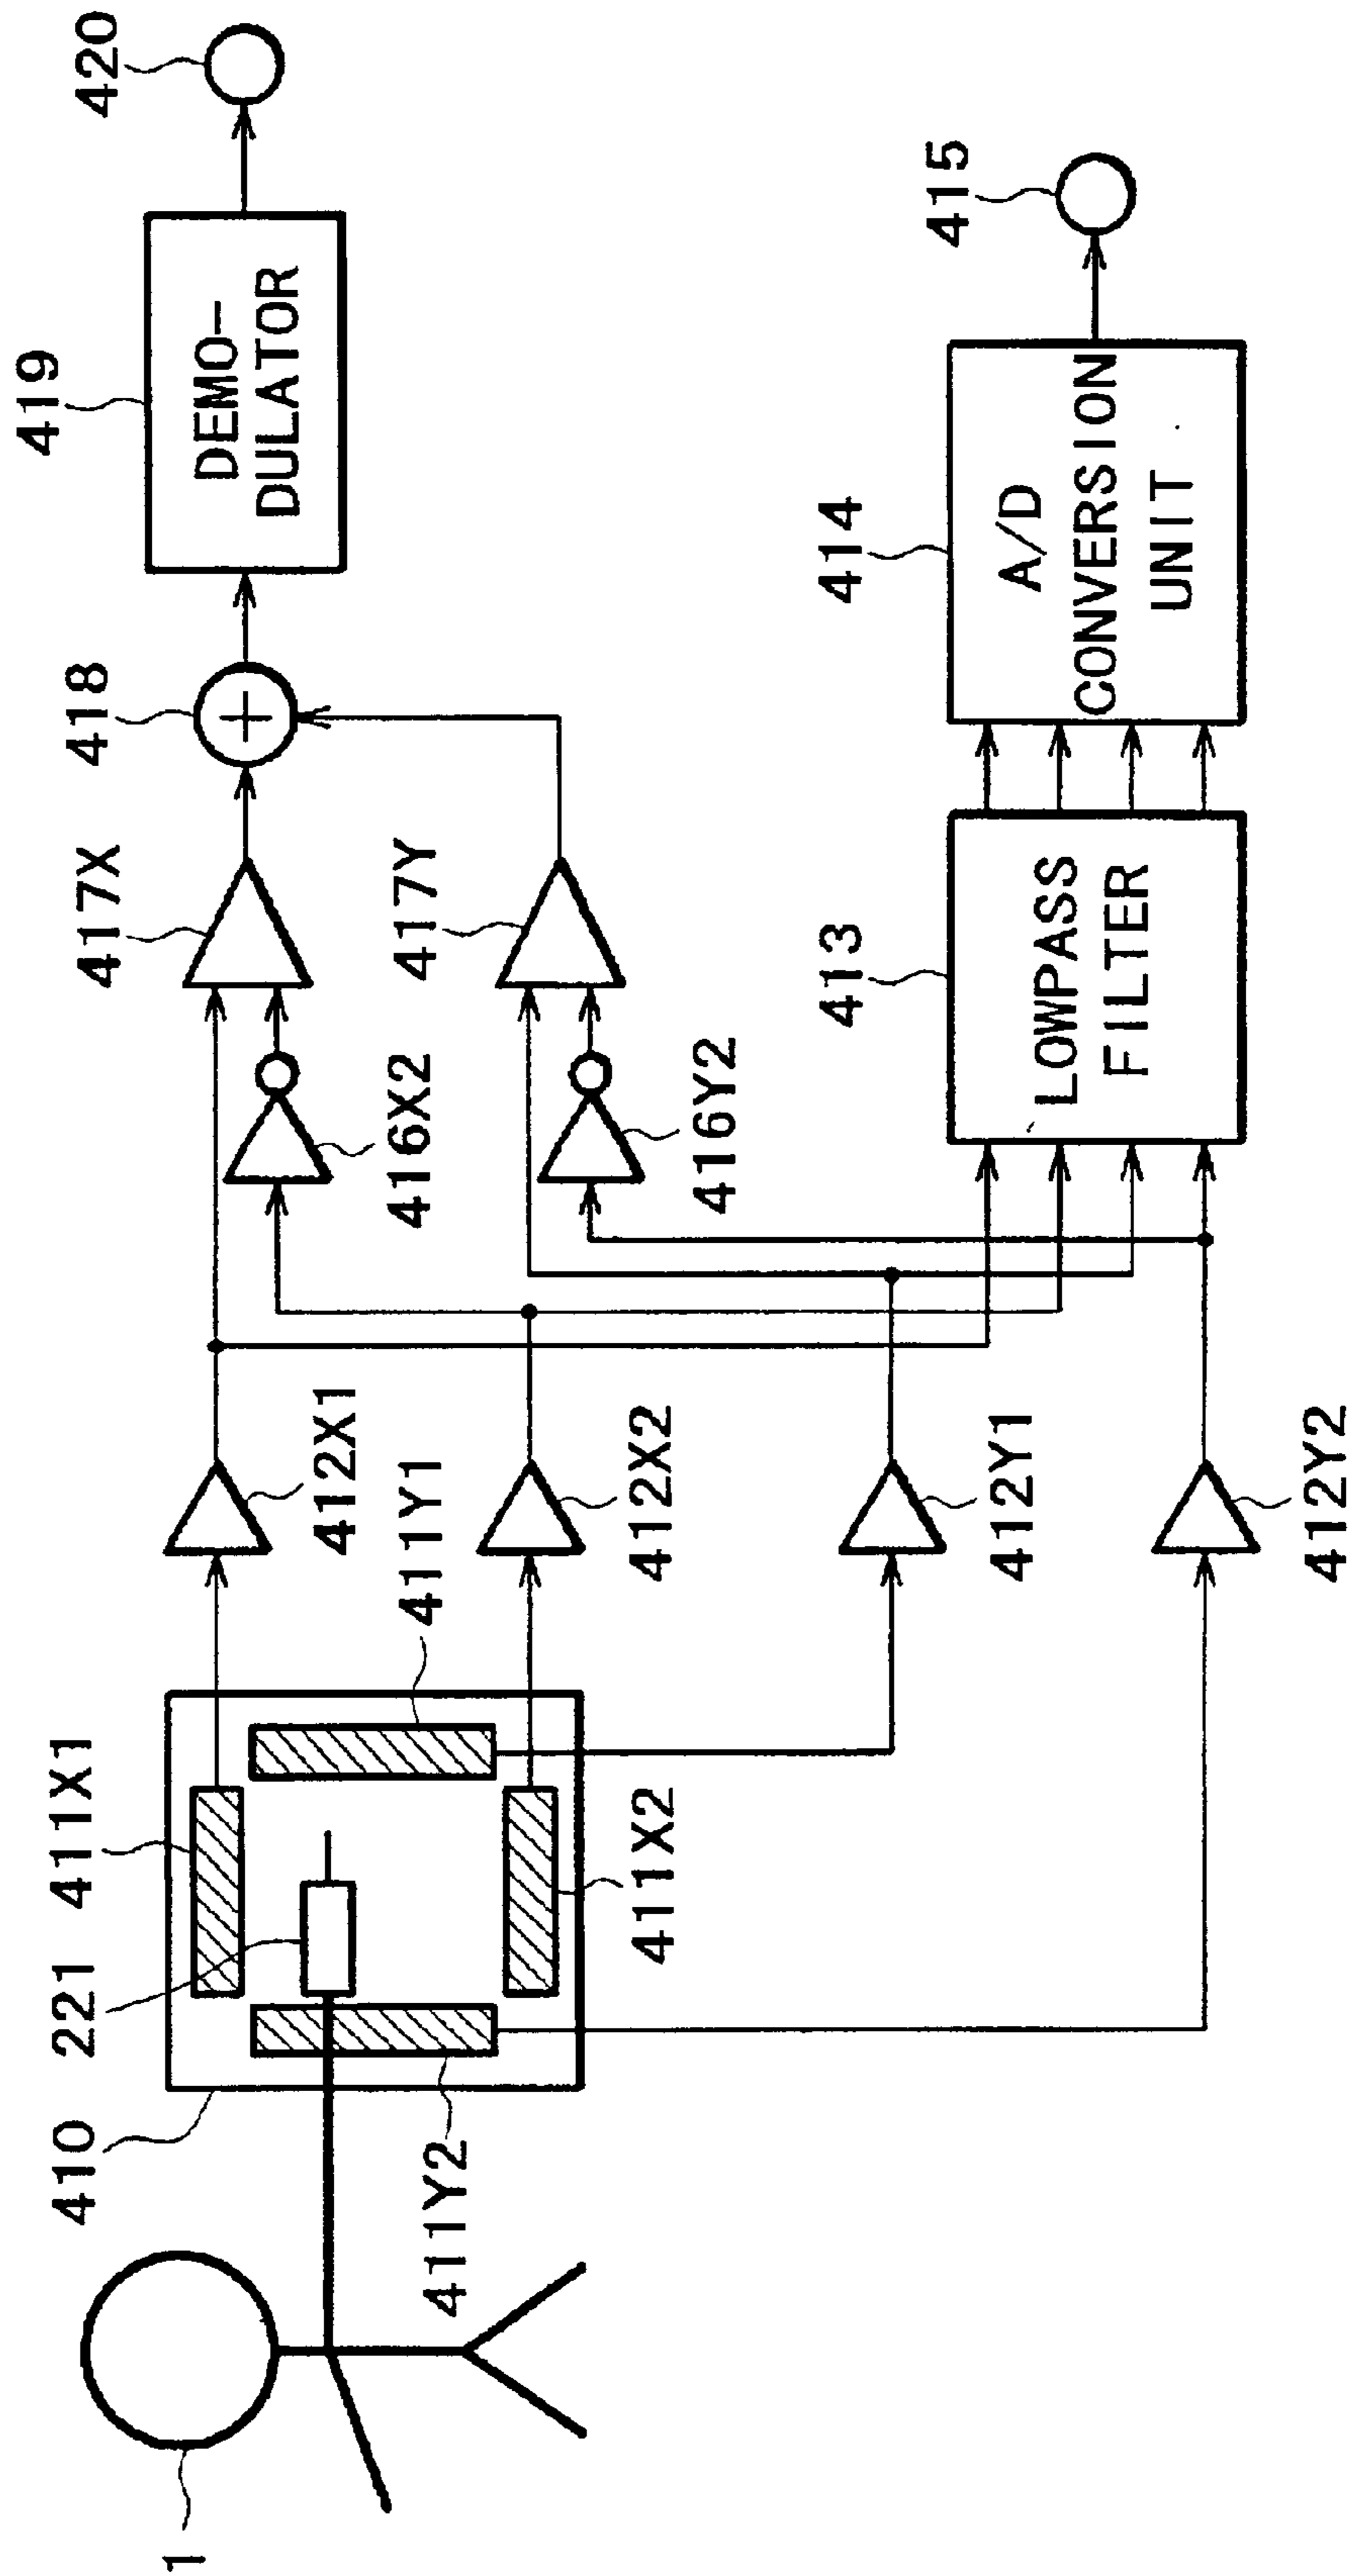 1
410
221
411X1
411Y2
411X2
411Y1
412X1
412X2
412Y1
412Y2
416X2
416Y2
417X
417Y
418
419
DEMO-
DULATOR
420
413
LOWPASS
FILTER
414
A/D
CONVERSION
UNIT
415